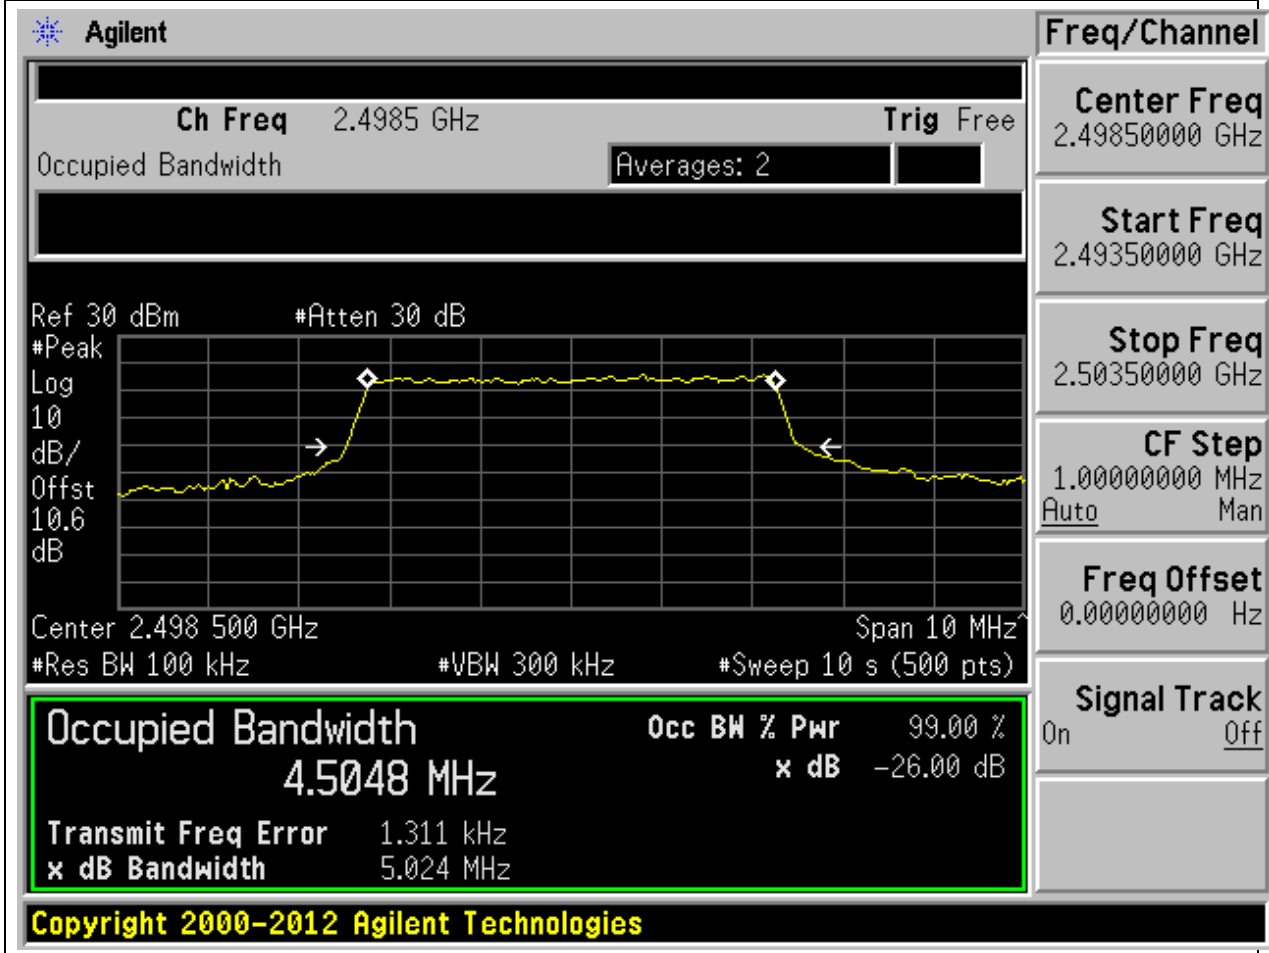 Agilent
Freq/Channel
Ch Freq 2.4985 GHz Trig Free
Occupied Bandwidth Averages: 2
Center Freq
2.49850000 GHz
Start Freq
2.49350000 GHz
Stop Freq
2.50350000 GHz
CF Step
1.00000000 MHz
Auto Man
Freq Offset
0.00000000 Hz
Signal Track
On Off
Ref 30 dBm #Atten 30 dB
#Peak
Log
10
dB/
Offst
10.6
dB
Center 2.498 500 GHz Span 10 MHz^
#Res BW 100 kHz #VBW 300 kHz #Sweep 10 s (500 pts)
Occupied Bandwidth Occ BW % Pwr 99.00 %
4.5048 MHz x dB -26.00 dB
Transmit Freq Error 1.311 kHz
x dB Bandwidth 5.024 MHz
Copyright 2000-2012 Agilent Technologies